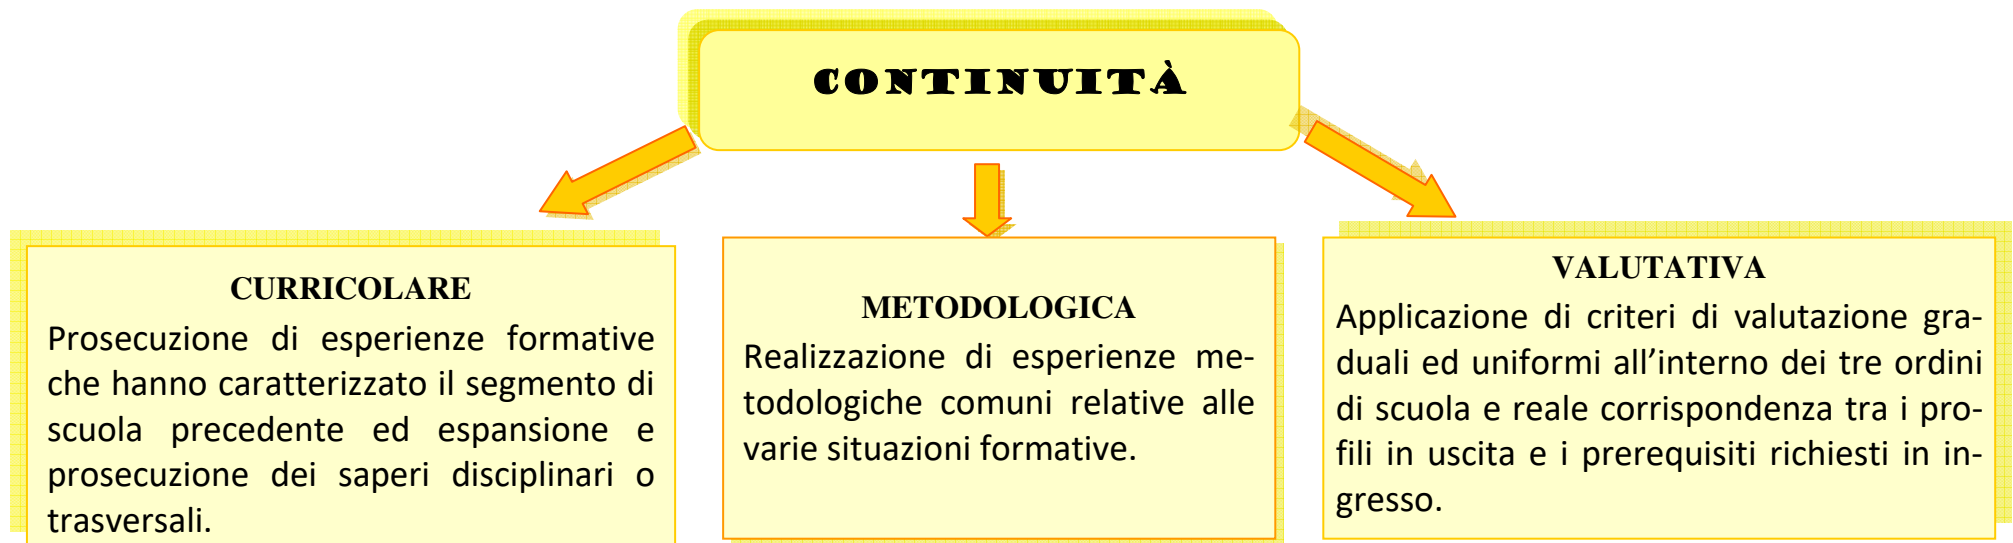 CONTINUITÀ
CURRICOLARE
Prosecuzione di esperienze formative
che hanno caratterizzato il segmento di
scuola precedente ed espansione e
prosecuzione dei saperi disciplinari o
trasversali.
METODOLOGICA
Realizzazione di esperienze me-
todologiche comuni relative alle
varie situazioni formative.
VALUTATIVA
Applicazione di criteri di valutazione gra-
duali ed uniformi all’interno dei tre ordini
di scuola e reale corrispondenza tra i pro-
fili in uscita e i prerequisiti richiesti in in-
gresso.